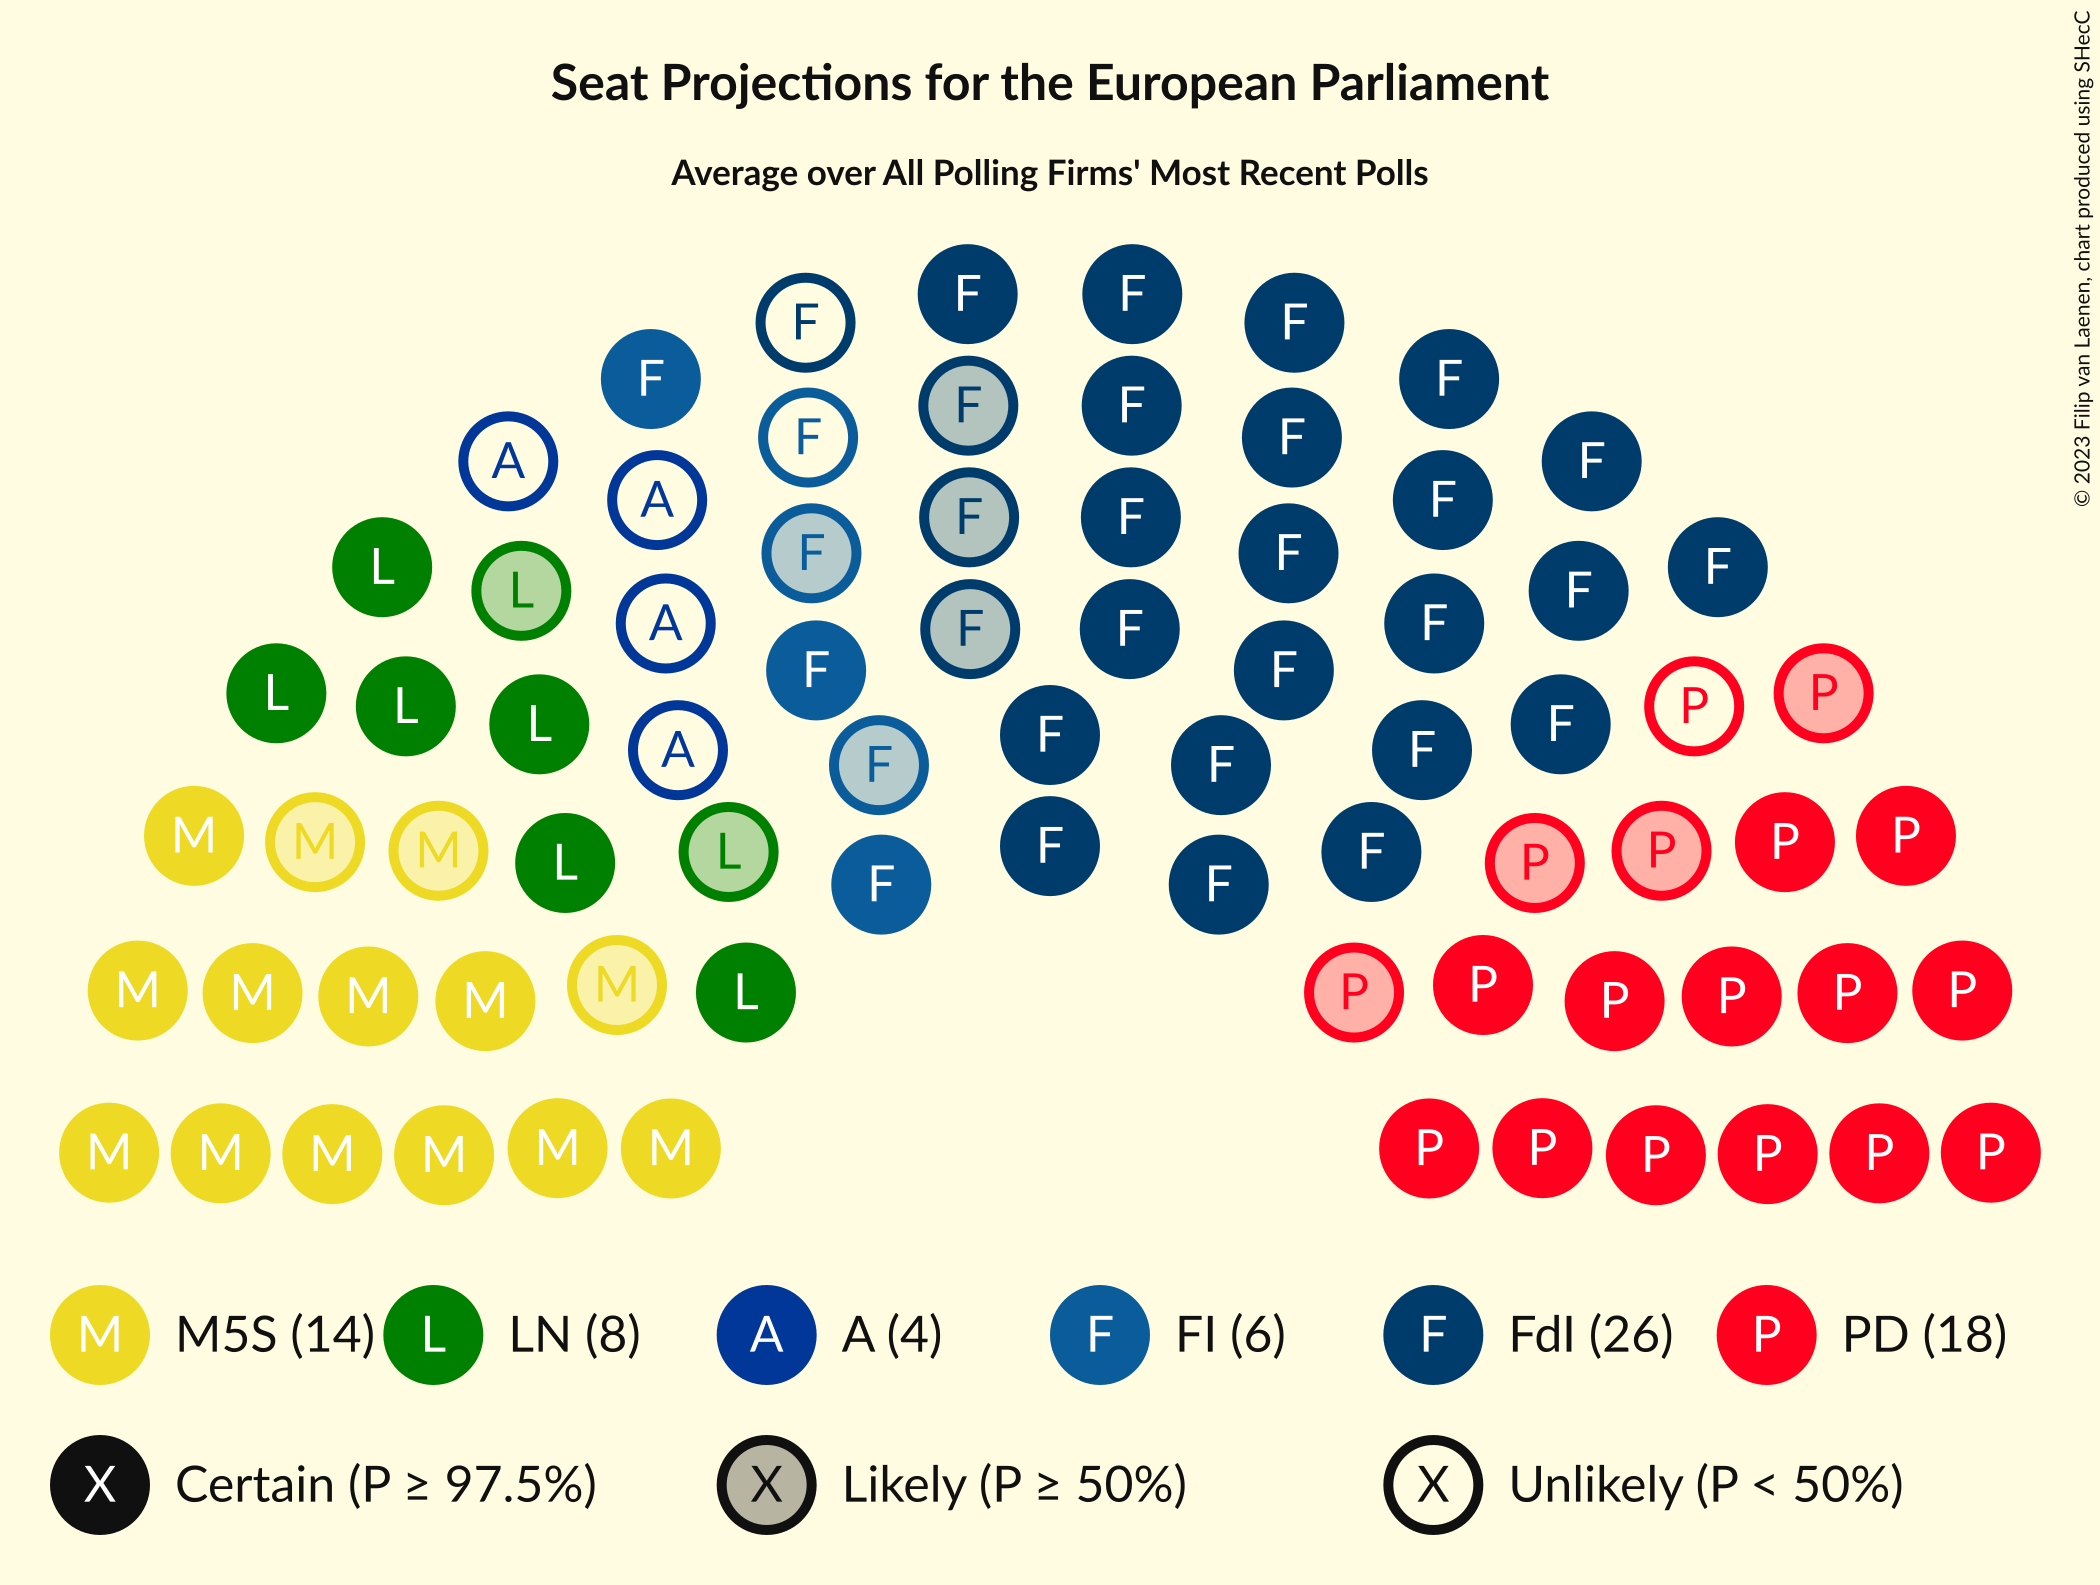 Seat Projections for the European Parliament
Average over All Polling Firms' Most Recent Polls
© 2023 Filip van Laenen, chart produced using SHecC
F F F F
F F
F F F F
A A F F F
F F F F
L L A F F F
F F F F
L L L A F F
F F F F P P
M M M L L F
F F F P P P P
M M M M M L
P P P P P P
M M M M M M
P P P P P P
M M5S (14) L LN (8) A A (4) F FI (6) F FdI (26) P PD (18)
X Certain (P ≥ 97.5%) X Likely (P ≥ 50%) X Unlikely (P < 50%)